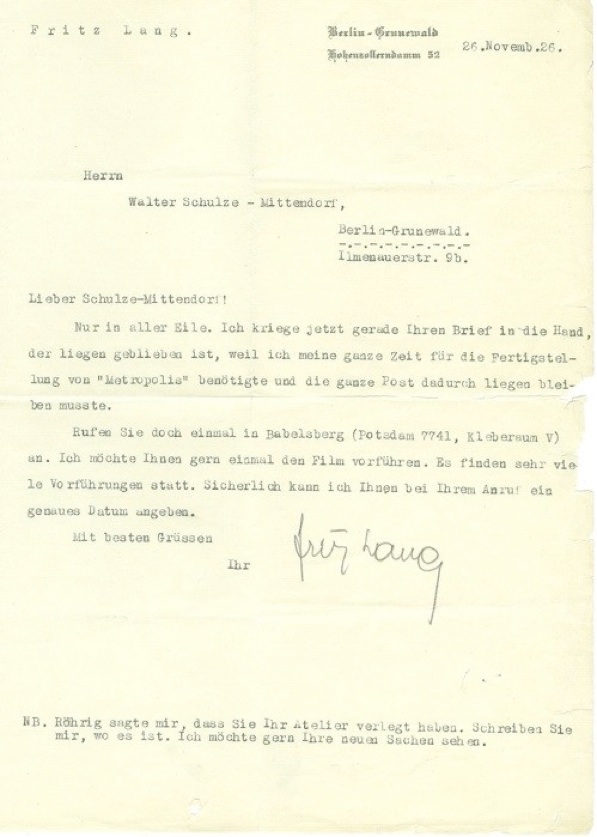 Fritz Lang.
Berlin-Grunewald
Hohenzollerndamm 52
26.Novemb.26.
Herrn
Walter Schulze - Mittendorf,
Berlin-Grunewald.
-.-.-.-.-.-.-.-.-
Ilmenauerstr. 9b.
Lieber Schulze-Mittendorf!
Nur in aller Eile. Ich kriege jetzt gerade Ihren Brief in die Hand,
der liegen geblieben ist, weil ich meine ganze Zeit für die Fertigstel-
lung von "Metropolis" benötigte und die ganze Post dadurch liegen blei-
ben musste.
Rufen Sie doch einmal in Babelsberg (Potsdam 7741, Kleberaum V)
an. Ich möchte Ihnen gern einmal den Film vorführen. Es finden sehr vie-
le Vorführungen statt. Sicherlich kann ich Ihnen bei Ihrem Anruf ein
genaues Datum angeben.
Mit besten Grüssen
Ihr
Fritz Lang
NB. Röhrig sagte mir, dass Sie Ihr Atelier verlegt haben. Schreiben Sie
mir, wo es ist. Ich möchte gern Ihre neuen Sachen sehen.